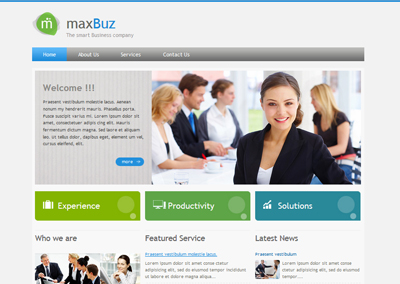 m
maxBuz
The smart business company
Home About Us Services Contact Us
Welcome !!!
Praesent vestibulum molestie lacus. Aenean
nonum my hendrerit mauris. Phasellus porta.
Fusce suscipit varius mi. Lorem ipsum dolor sit
amet, consectetuer adipis cing elit. Mauris
fermentum dictum magna. Sed laore et aliquam
leo. Ut tellus dolor, dapibus eget, elementum vel,
cursus eleifend, elit.
more
Experience
Productivity
Solutions
Who we are
Featured Service
Latest News
Praesent vestibulum molestie lacus.
Lorem ipsum dolor sit amet conse ctetur
adipisicing elit, sed do eiusmod tempor incididunt
ut labore et dolore magna aliqua...
Praesent vestibulum
Lorem ipsum dolor sit amet conse
ctetur adipisicing elit, sed do
eiusmod tempor